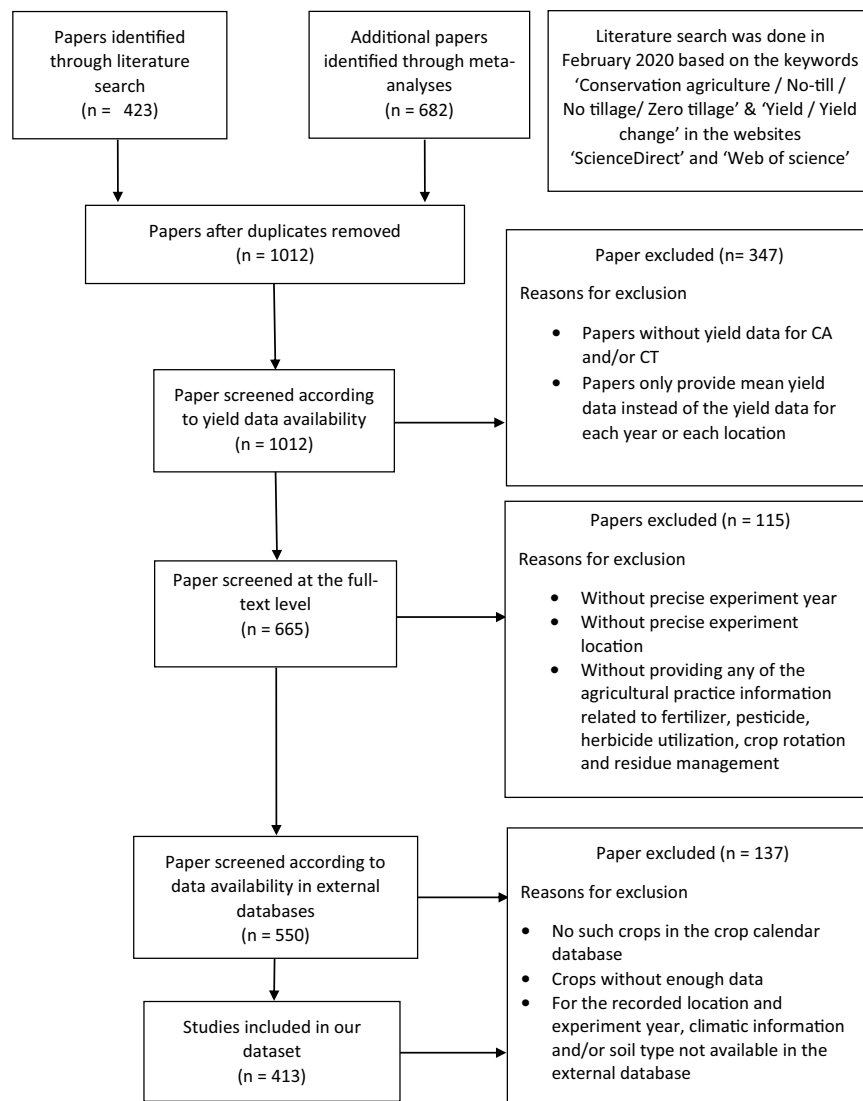 Papers identified
through literature
search
(n =   423)
Additional papers
identified through meta-
analyses
(n = 682)
Literature search was done in
February 2020 based on the keywords
‘Conservation agriculture / No-till /
No tillage/ Zero tillage’ & ‘Yield / Yield
change’ in the websites
‘ScienceDirect’ and ‘Web of science’
Papers after duplicates removed
(n = 1012)
Paper excluded (n= 347)
Reasons for exclusion
• Papers without yield data for CA
and/or CT
• Papers only provide mean yield
data instead of the yield data for
each year or each location
Paper screened according
to yield data availability
(n = 1012)
Papers excluded (n = 115)
Reasons for exclusion
• Without precise experiment year
• Without precise experiment
location
• Without providing any of the
agricultural practice information
related to fertilizer, pesticide,
herbicide utilization, crop rotation
and residue management
Paper screened at the full-
text level
(n = 665)
Paper screened according to
data availability in external
databases
(n = 550)
Paper excluded (n = 137)
Reasons for exclusion
• No such crops in the crop calendar
database
• Crops without enough data
• For the recorded location and
experiment year, climatic information
and/or soil type not available in the
external database
Studies included in our
dataset
(n = 413)